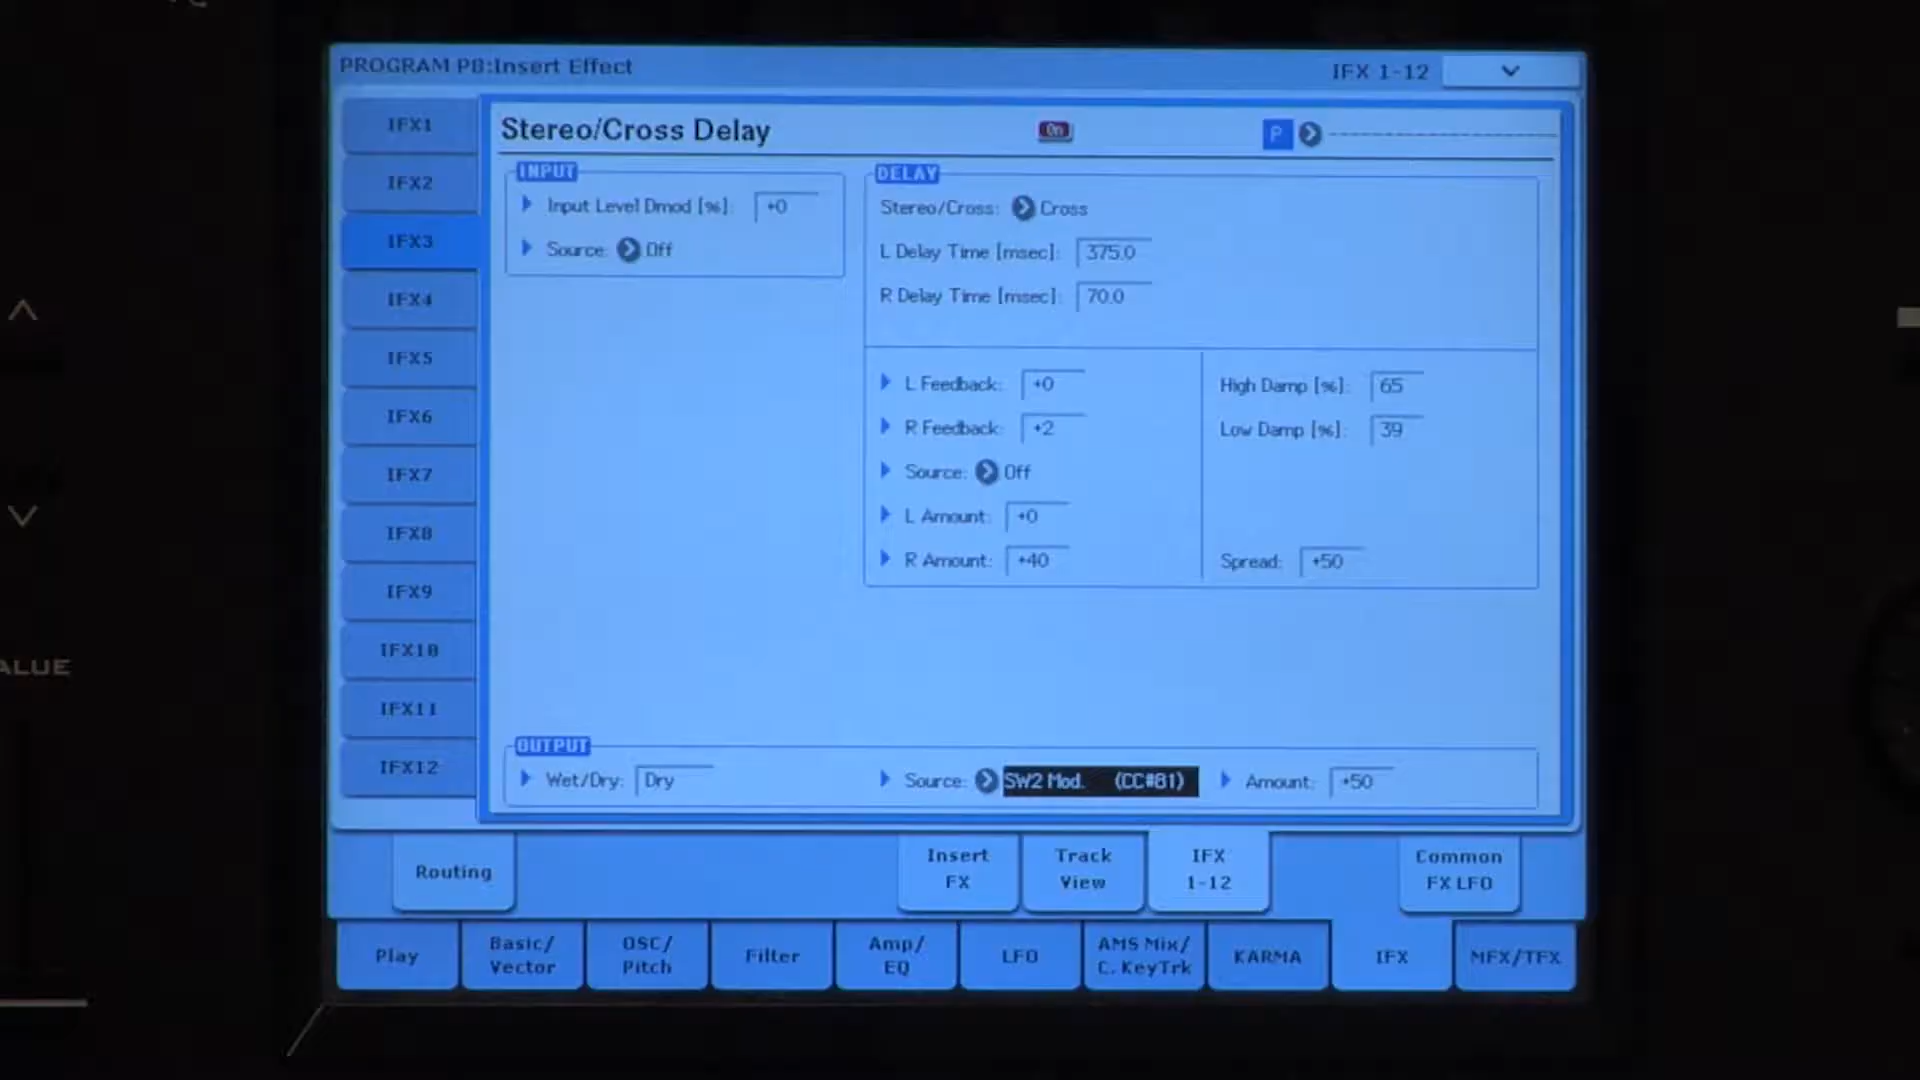 PROGRAM P8:Insert Effect
IFX 1-12
IFX1
IFX2
IFX3
IFX4
IFX5
IFX6
IFX7
IFX8
IFX9
IFX10
IFX11
IFX12
Stereo/Cross Delay
On
P
INPUT
Input Level Dmod [%]: +0
Source: Off
DELAY
Stereo/Cross: Cross
L Delay Time [msec]: 375.0
R Delay Time [msec]: 70.0
L Feedback: +0
R Feedback: +2
Source: Off
L Amount: +0
R Amount: +40
High Damp [%]: 65
Low Damp [%]: 39
Spread: +50
OUTPUT
Wet/Dry: Dry
Source: SW2 Mod. (CC#81)
Amount: +50
Routing
Insert
FX
Track
View
IFX
1-12
Common
FX LFO
Play
Basic/
Vector
OSC/
Pitch
Filter
Amp/
EQ
LFO
AMS Mix/
C. KeyTrk
KARMA
IFX
MFX/TFX
ALUE